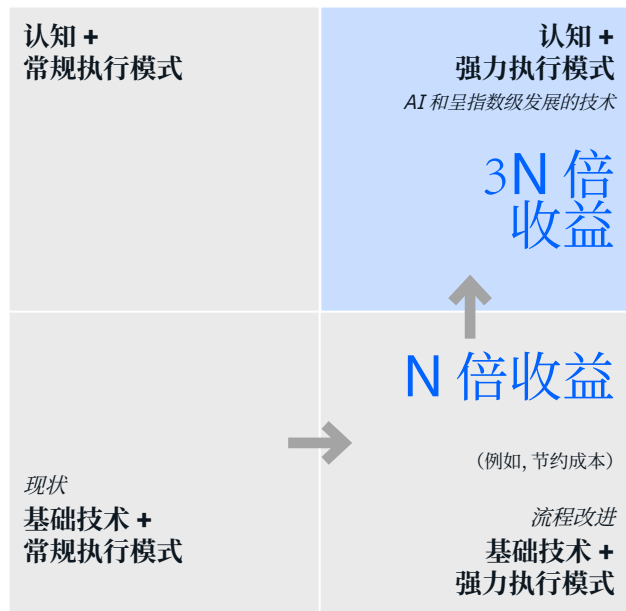 认知 +
常规执行模式
认知 +
强力执行模式
AI 和呈指数级发展的技术
3N 倍
收益
N 倍收益
（例如, 节约成本）
现状
基础技术 +
常规执行模式
流程改进
基础技术 +
强力执行模式